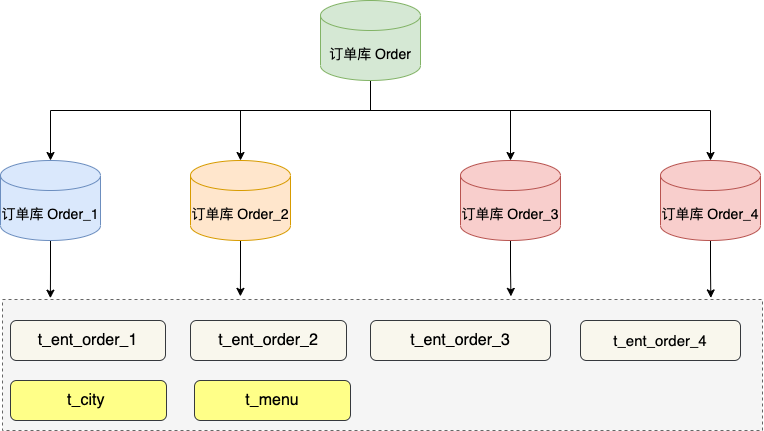 订单库 Order
订单库 Order_1
订单库 Order_2
订单库 Order_3
订单库 Order_4
t_ent_order_1
t_ent_order_2
t_ent_order_3
t_ent_order_4
t_city
t_menu